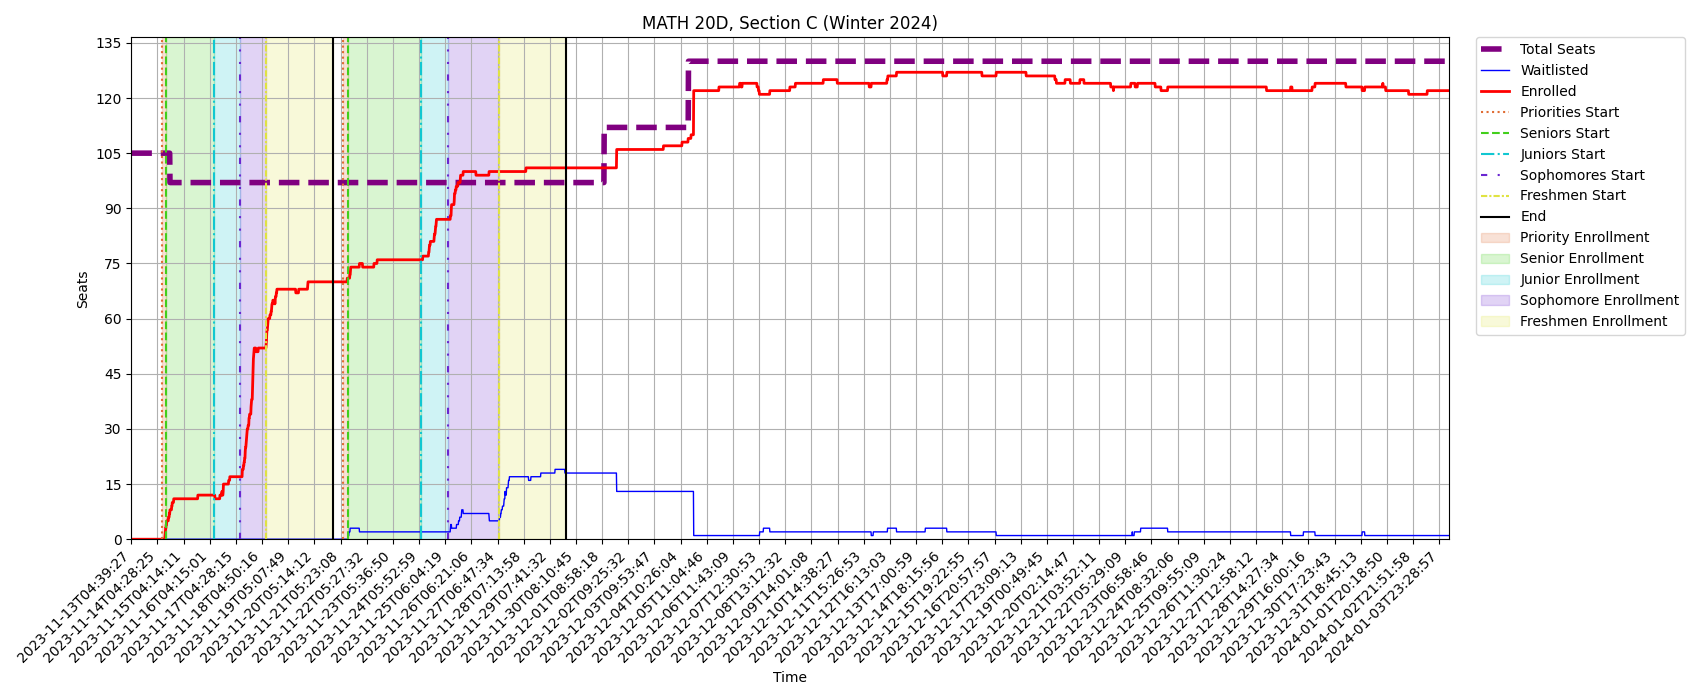 MATH 20D, Section C (Winter 2024)
Seats
135
120
105
90
75
60
45
30
15
0
2023-11-13T04:39:27
2023-11-14T04:28:25
2023-11-15T04:14:11
2023-11-16T04:15:01
2023-11-17T04:28:15
2023-11-18T04:50:16
2023-11-19T05:07:49
2023-11-20T05:14:12
2023-11-21T05:23:08
2023-11-22T05:27:32
2023-11-23T05:36:50
2023-11-24T05:52:59
2023-11-25T06:04:19
2023-11-26T06:21:06
2023-11-27T06:47:34
2023-11-28T07:13:58
2023-11-29T07:41:32
2023-11-30T08:10:45
2023-12-01T08:58:18
2023-12-02T09:25:32
2023-12-03T09:53:47
2023-12-04T10:26:04
2023-12-05T11:04:46
2023-12-06T11:43:09
2023-12-07T12:30:53
2023-12-08T13:12:32
2023-12-09T14:01:08
2023-12-10T14:38:27
2023-12-11T15:26:53
2023-12-12T16:13:03
2023-12-13T17:00:59
2023-12-14T18:15:56
2023-12-15T19:22:55
2023-12-16T20:57:57
2023-12-17T23:09:13
2023-12-19T00:49:45
2023-12-20T02:14:47
2023-12-21T03:52:11
2023-12-22T05:29:09
2023-12-23T06:58:46
2023-12-24T08:32:06
2023-12-25T09:55:09
2023-12-26T11:30:24
2023-12-27T12:58:12
2023-12-28T14:27:34
2023-12-29T16:00:16
2023-12-30T17:23:43
2023-12-31T18:45:13
2024-01-01T20:18:50
2024-01-02T21:51:58
2024-01-03T23:28:57
Time
Total Seats
Waitlisted
Enrolled
Priorities Start
Seniors Start
Juniors Start
Sophomores Start
Freshmen Start
End
Priority Enrollment
Senior Enrollment
Junior Enrollment
Sophomore Enrollment
Freshmen Enrollment